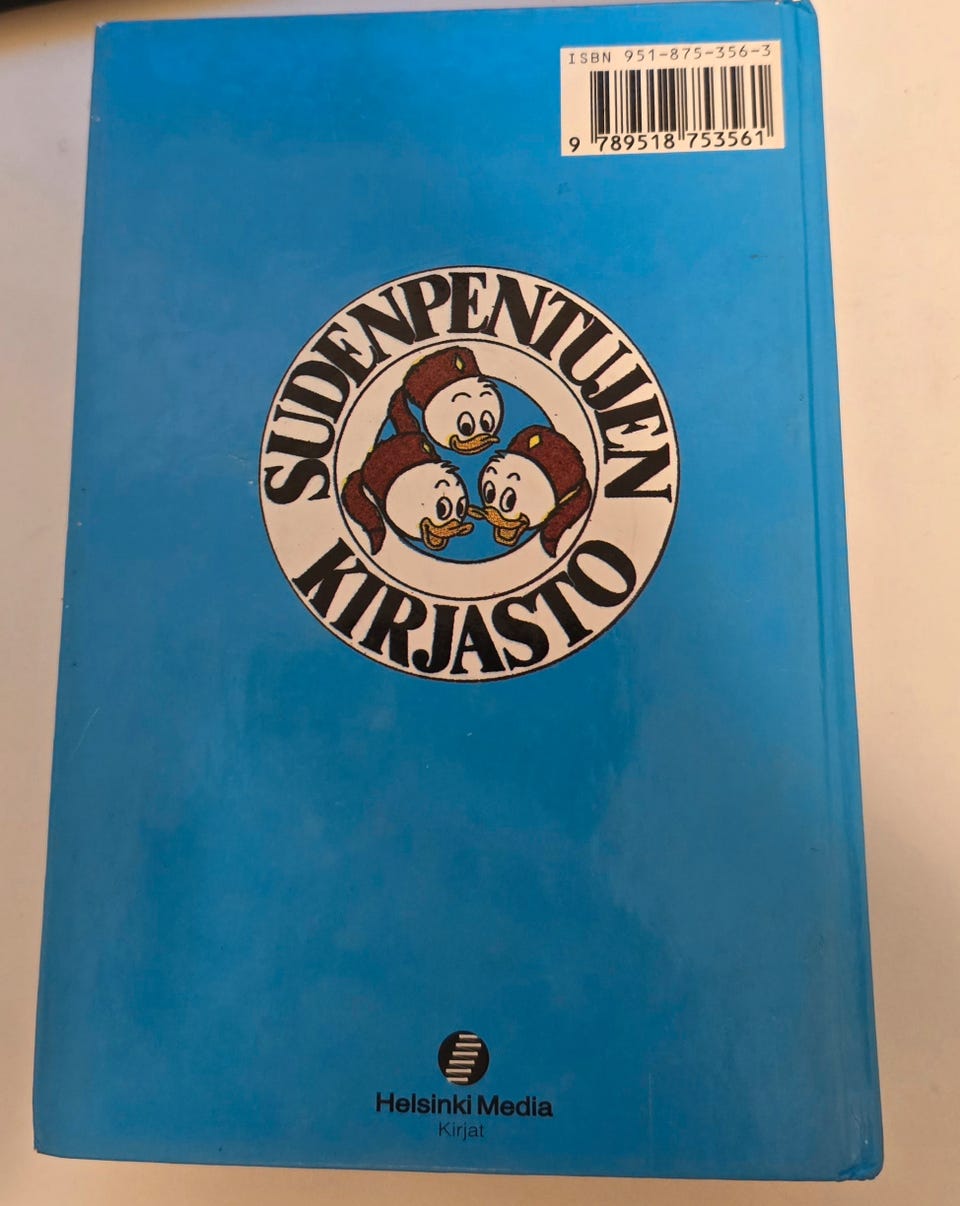 ISBN 951-875-356-3
9 789518 753561
SUDENPENTUJEN
KIRJASTO
Helsinki Media
Kirjat